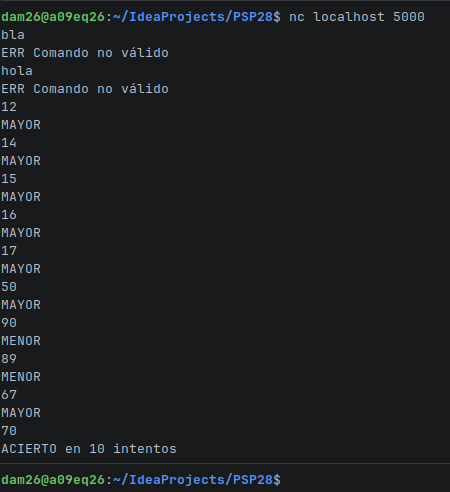 dam26@a09eq26:~/IdeaProjects/PSP28$ nc localhost 5000
bla
ERR Comando no válido
hola
ERR Comando no válido
12
MAYOR
14
MAYOR
15
MAYOR
16
MAYOR
17
MAYOR
50
MAYOR
90
MENOR
89
MENOR
67
MAYOR
70
ACIERTO en 10 intentos
dam26@a09eq26:~/IdeaProjects/PSP28$